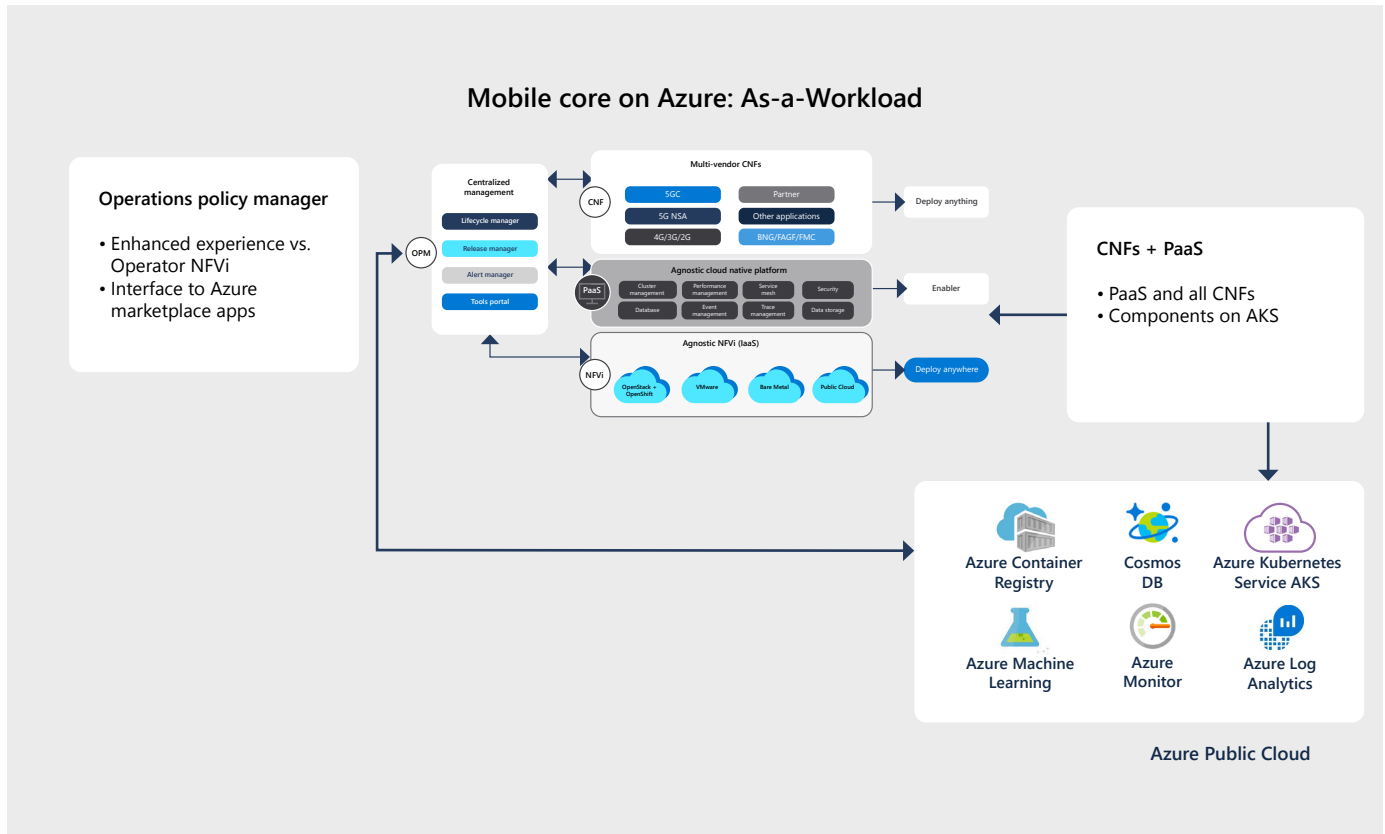 Mobile core on Azure: As-a-Workload
Operations policy manager
• Enhanced experience vs.
Operator NFVi
• Interface to Azure
marketplace apps
OPM
Centralized
management
Lifecycle manager
Release manager
Alert manager
Tools portal
CNF
Multi-vendor CNFs
5GC
Partner
5G NSA
Other applications
4G/3G/2G
BNG/FAGF/FMC
Deploy anything
PaaS
Agnostic cloud native platform
Cluster
management
Performance
management
Service
mesh
Security
Database
Event
management
Trace
management
Data storage
Enabler
NFVi
Agnostic NFVi (IaaS)
OpenStack +
OpenShift
VMware
Bare Metal
Public Cloud
Deploy anywhere
CNFs + PaaS
• PaaS and all CNFs
• Components on AKS
Azure Container
Registry
Cosmos
DB
Azure Kubernetes
Service AKS
Azure Machine
Learning
Azure
Monitor
Azure Log
Analytics
Azure Public Cloud